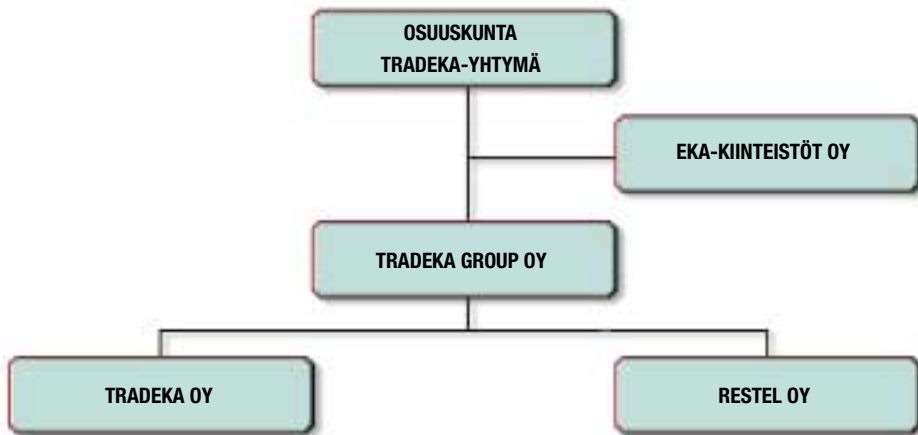 OSUUSKUNTA
TRADEKA-YHTYMÄ
EKA-KIINTEISTÖT OY
TRADEKA GROUP OY
TRADEKA OY
RESTEL OY